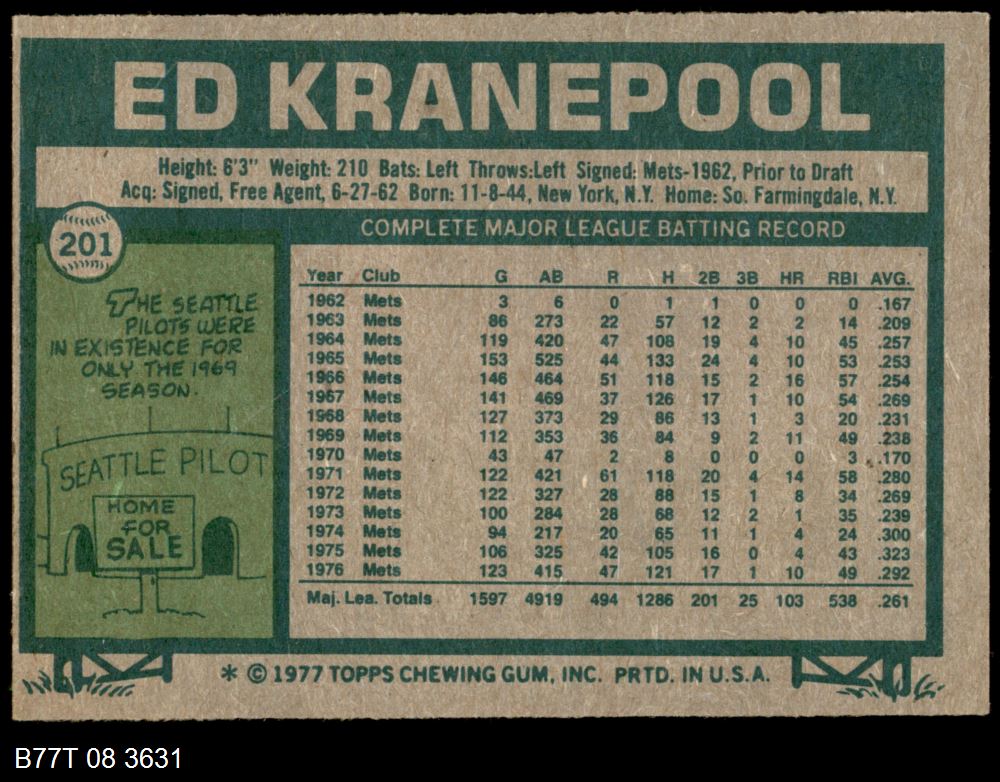 ED KRANEPOOL
Height: 6'3" Weight: 210 Bats: Left Throws:Left Signed: Mets-1962, Prior to Draft
Acq: Signed, Free Agent, 6-27-62 Born: 11-8-44, New York, N.Y. Home: So. Farmingdale, N.Y.
201
THE SEATTLE
PILOTS WERE
IN EXISTENCE FOR
ONLY THE 1969
SEASON.
SEATTLE PILOT
HOME
FOR
SALE
COMPLETE MAJOR LEAGUE BATTING RECORD
Year Club G AB R H 2B 3B HR RBI AVG.
1962 Mets 3 6 0 1 1 0 0 0 .167
1963 Mets 86 273 22 57 12 2 2 14 .209
1964 Mets 119 420 47 108 19 4 10 45 .257
1965 Mets 153 525 44 133 24 4 10 53 .253
1966 Mets 146 464 51 118 15 2 16 57 .254
1967 Mets 141 469 37 126 17 1 10 54 .269
1968 Mets 127 373 29 86 13 1 3 20 .231
1969 Mets 112 353 36 84 9 2 11 49 .238
1970 Mets 43 47 2 8 0 0 0 3 .170
1971 Mets 122 421 61 118 20 4 14 58 .280
1972 Mets 122 327 28 88 15 1 8 34 .269
1973 Mets 100 284 28 68 12 2 1 35 .239
1974 Mets 94 217 20 65 11 1 4 24 .300
1975 Mets 106 325 42 105 16 0 4 43 .323
1976 Mets 123 415 47 121 17 1 10 49 .292
Maj. Lea. Totals 1597 4919 494 1286 201 25 103 538 .261
* © 1977 TOPPS CHEWING GUM, INC. PRTD. IN U.S.A.
B77T 08 3631